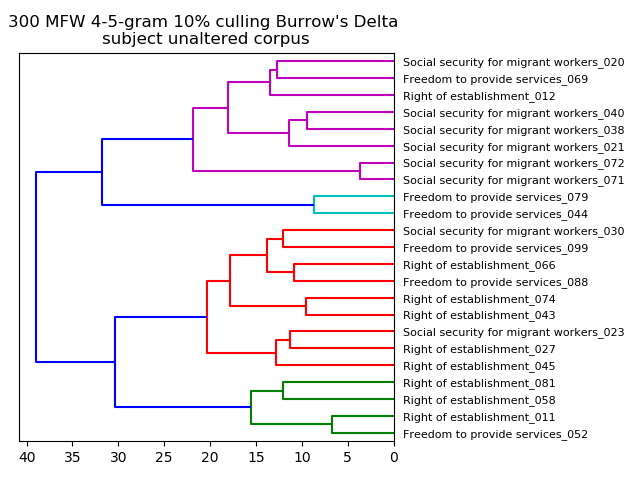 300 MFW 4-5-gram 10% culling Burrow's Delta
subject unaltered corpus
Social security for migrant workers_020
Freedom to provide services_069
Right of establishment_012
Social security for migrant workers_040
Social security for migrant workers_038
Social security for migrant workers_021
Social security for migrant workers_072
Social security for migrant workers_071
Freedom to provide services_079
Freedom to provide services_044
Social security for migrant workers_030
Freedom to provide services_099
Right of establishment_066
Freedom to provide services_088
Right of establishment_074
Right of establishment_043
Social security for migrant workers_023
Right of establishment_027
Right of establishment_045
Right of establishment_081
Right of establishment_058
Right of establishment_011
Freedom to provide services_052
40 35 30 25 20 15 10 5 0